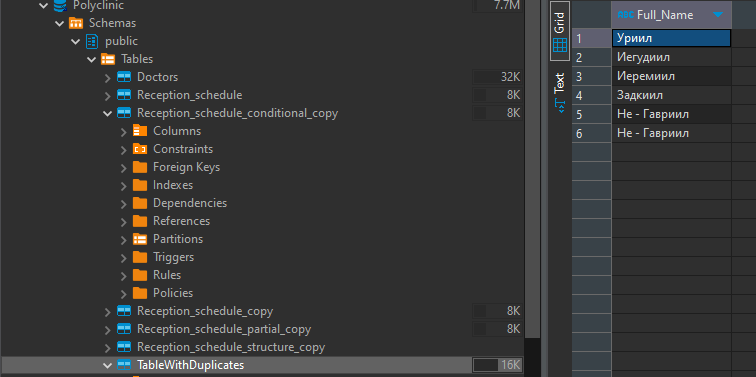 Polyclinic 7.7M
Schemas
public
Tables
Doctors 32K
Reception_schedule 8K
Reception_schedule_conditional_copy 8K
Columns
Constraints
Foreign Keys
Indexes
Dependencies
References
Partitions
Triggers
Rules
Policies
Reception_schedule_copy 8K
Reception_schedule_partial_copy 8K
Reception_schedule_structure_copy
TableWithDuplicates 16K
Grid
Text
ABC Full_Name
1 Уриил
2 Иегудиил
3 Иеремиил
4 Задкиил
5 Не - Гавриил
6 Не - Гавриил